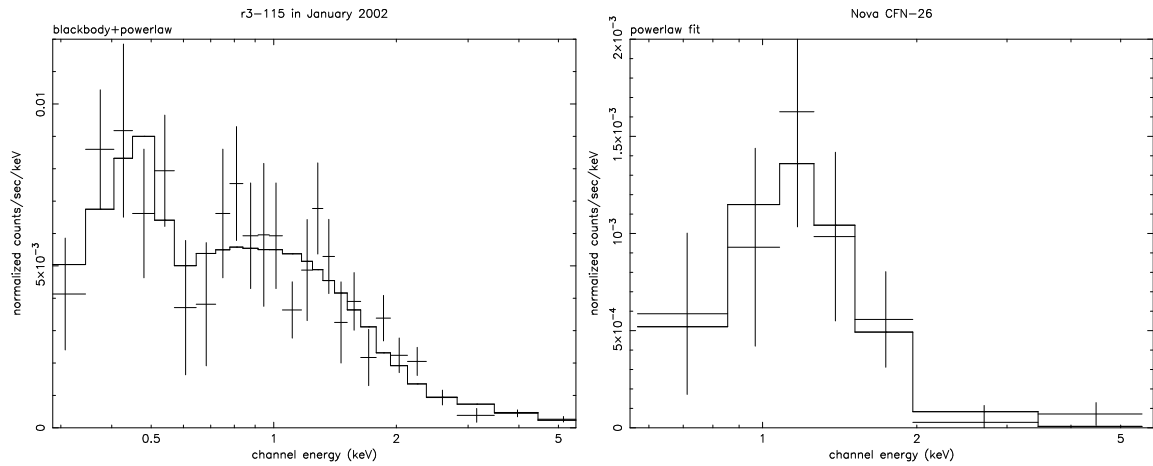 r3-115 in January 2002
blackbody+powerlaw
normalized counts/sec/keV
0.01
5×10⁻³
0
0.5
1
2
5
channel energy (keV)
Nova CFN-26
powerlaw fit
normalized counts/sec/keV
2×10⁻³
1.5×10⁻³
10⁻³
5×10⁻⁴
0
1
2
5
channel energy (keV)